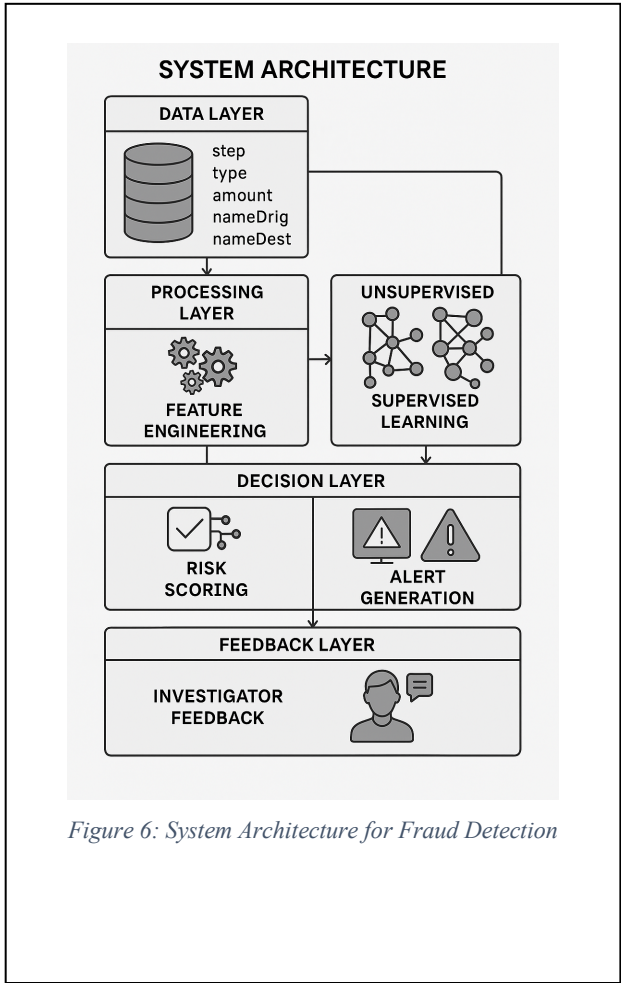 SYSTEM ARCHITECTURE
DATA LAYER
step
type
amount
nameDrig
nameDest
PROCESSING
LAYER
FEATURE
ENGINEERING
UNSUPERVISED
SUPERVISED
LEARNING
DECISION LAYER
RISK
SCORING
ALERT
GENERATION
FEEDBACK LAYER
INVESTIGATOR
FEEDBACK
Figure 6: System Architecture for Fraud Detection